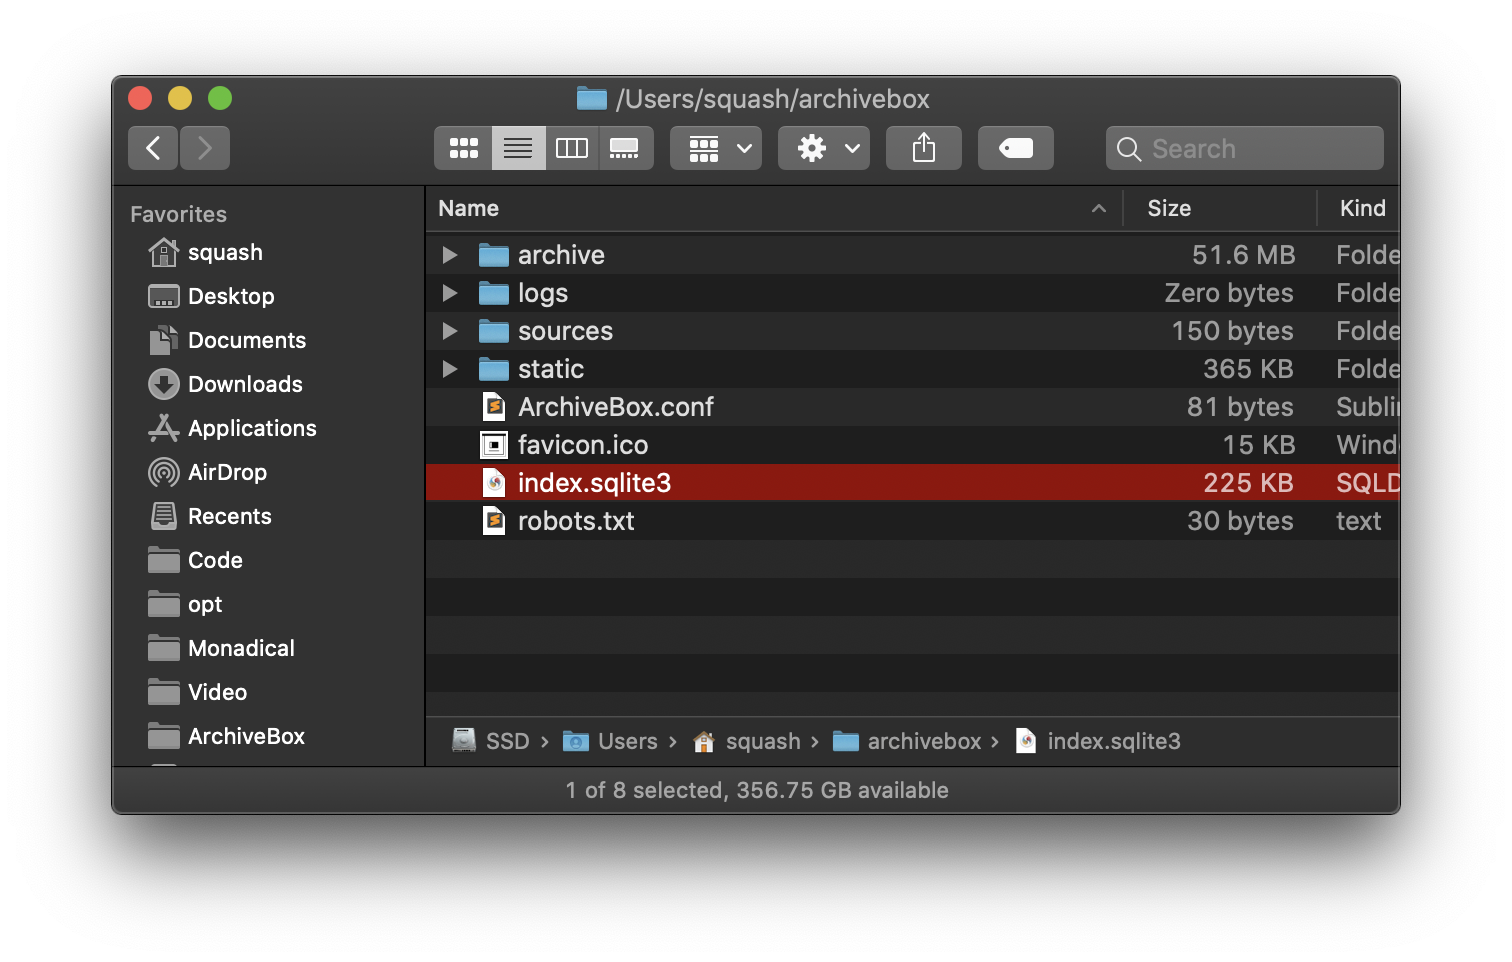 /Users/squash/archivebox
Search
Favorites
squash
Desktop
Documents
Downloads
Applications
AirDrop
Recents
Code
opt
Monadical
Video
ArchiveBox
Name Size Kind
archive 51.6 MB Folde
logs Zero bytes Folde
sources 150 bytes Folde
static 365 KB Folde
ArchiveBox.conf 81 bytes Subli
favicon.ico 15 KB Wind
index.sqlite3 225 KB SQLD
robots.txt 30 bytes text
SSD › Users › squash › archivebox › index.sqlite3
1 of 8 selected, 356.75 GB available